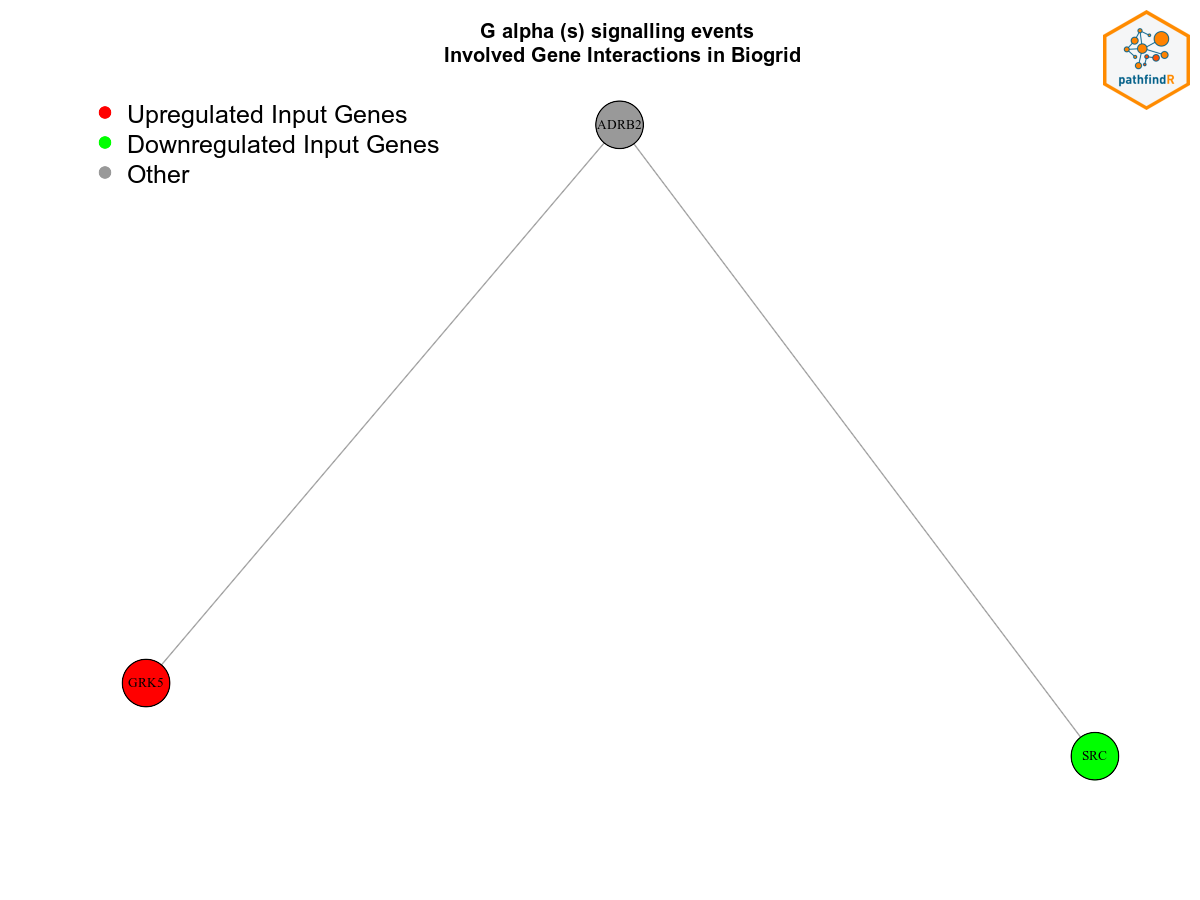 G alpha (s) signalling events
Involved Gene Interactions in Biogrid
pathfindR
Upregulated Input Genes
Downregulated Input Genes
Other
ADRB2
GRK5
SRC